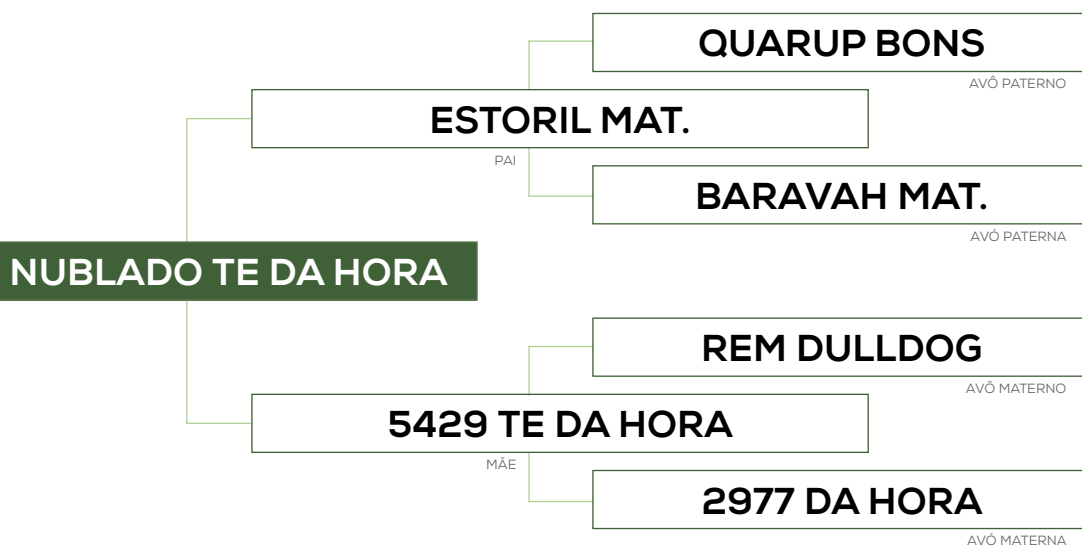 QUARUP BONS
AVÔ PATERNO
ESTORIL MAT.
PAI
BARAVAH MAT.
AVÓ PATERNA
NUBLADO TE DA HORA
REM DULLDOG
AVÔ MATERNO
5429 TE DA HORA
MÃE
2977 DA HORA
AVÓ MATERNA